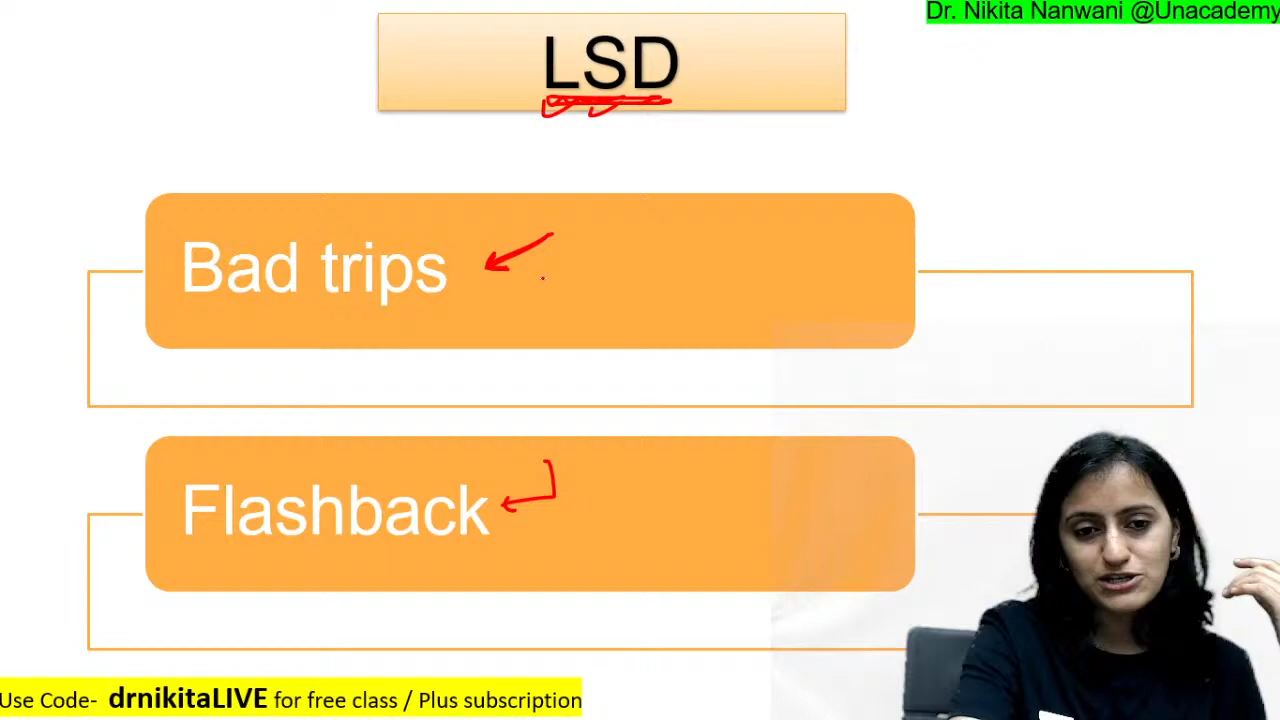 Dr. Nikita Nanwani @Unacademy
LSD
Bad trips
Flashback
Use Code- drnikitaLIVE for free class / Plus subscription